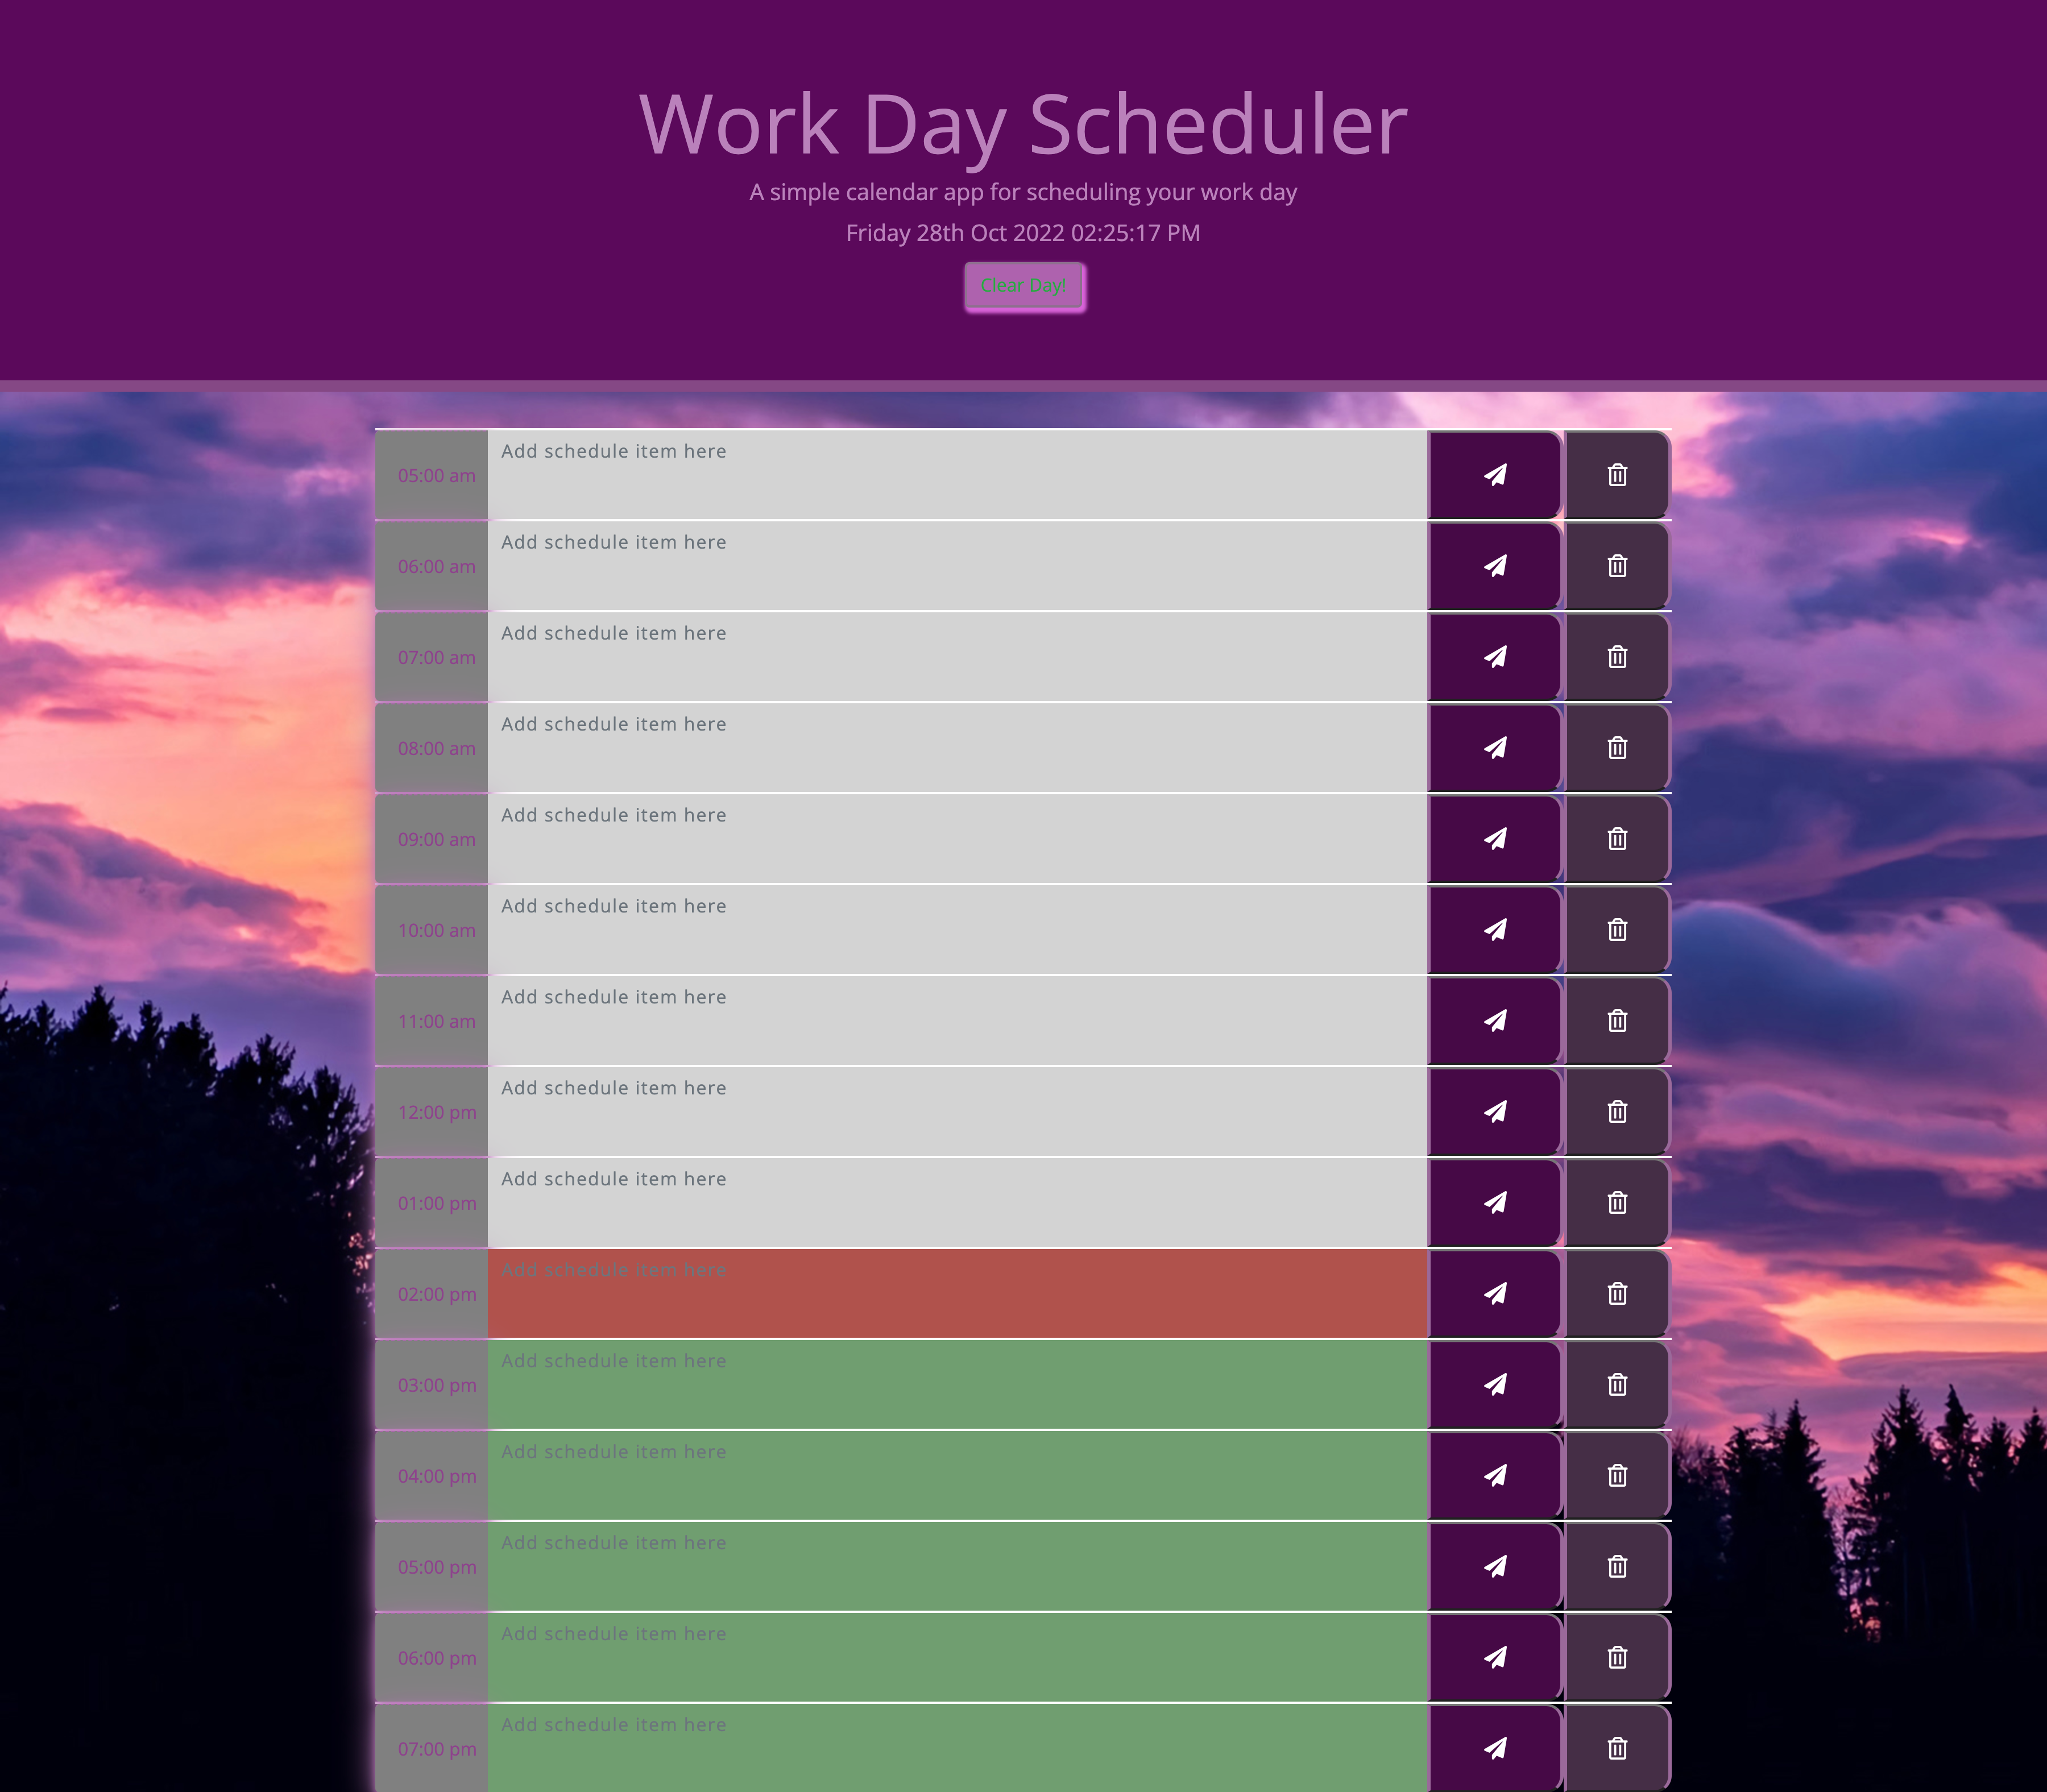 Work Day Scheduler
A simple calendar app for scheduling your work day
Friday 28th Oct 2022 02:25:17 PM
Clear Day!
05:00 am Add schedule item here
06:00 am Add schedule item here
07:00 am Add schedule item here
08:00 am Add schedule item here
09:00 am Add schedule item here
10:00 am Add schedule item here
11:00 am Add schedule item here
12:00 pm Add schedule item here
01:00 pm Add schedule item here
02:00 pm Add schedule item here
03:00 pm Add schedule item here
04:00 pm Add schedule item here
05:00 pm Add schedule item here
06:00 pm Add schedule item here
07:00 pm Add schedule item here